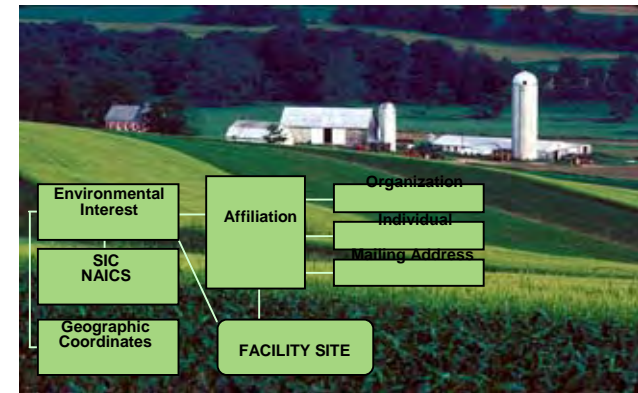 Environmental
Interest
Affiliation
Organization
Individual
Mailing Address
SIC
NAICS
Geographic
Coordinates
FACILITY SITE